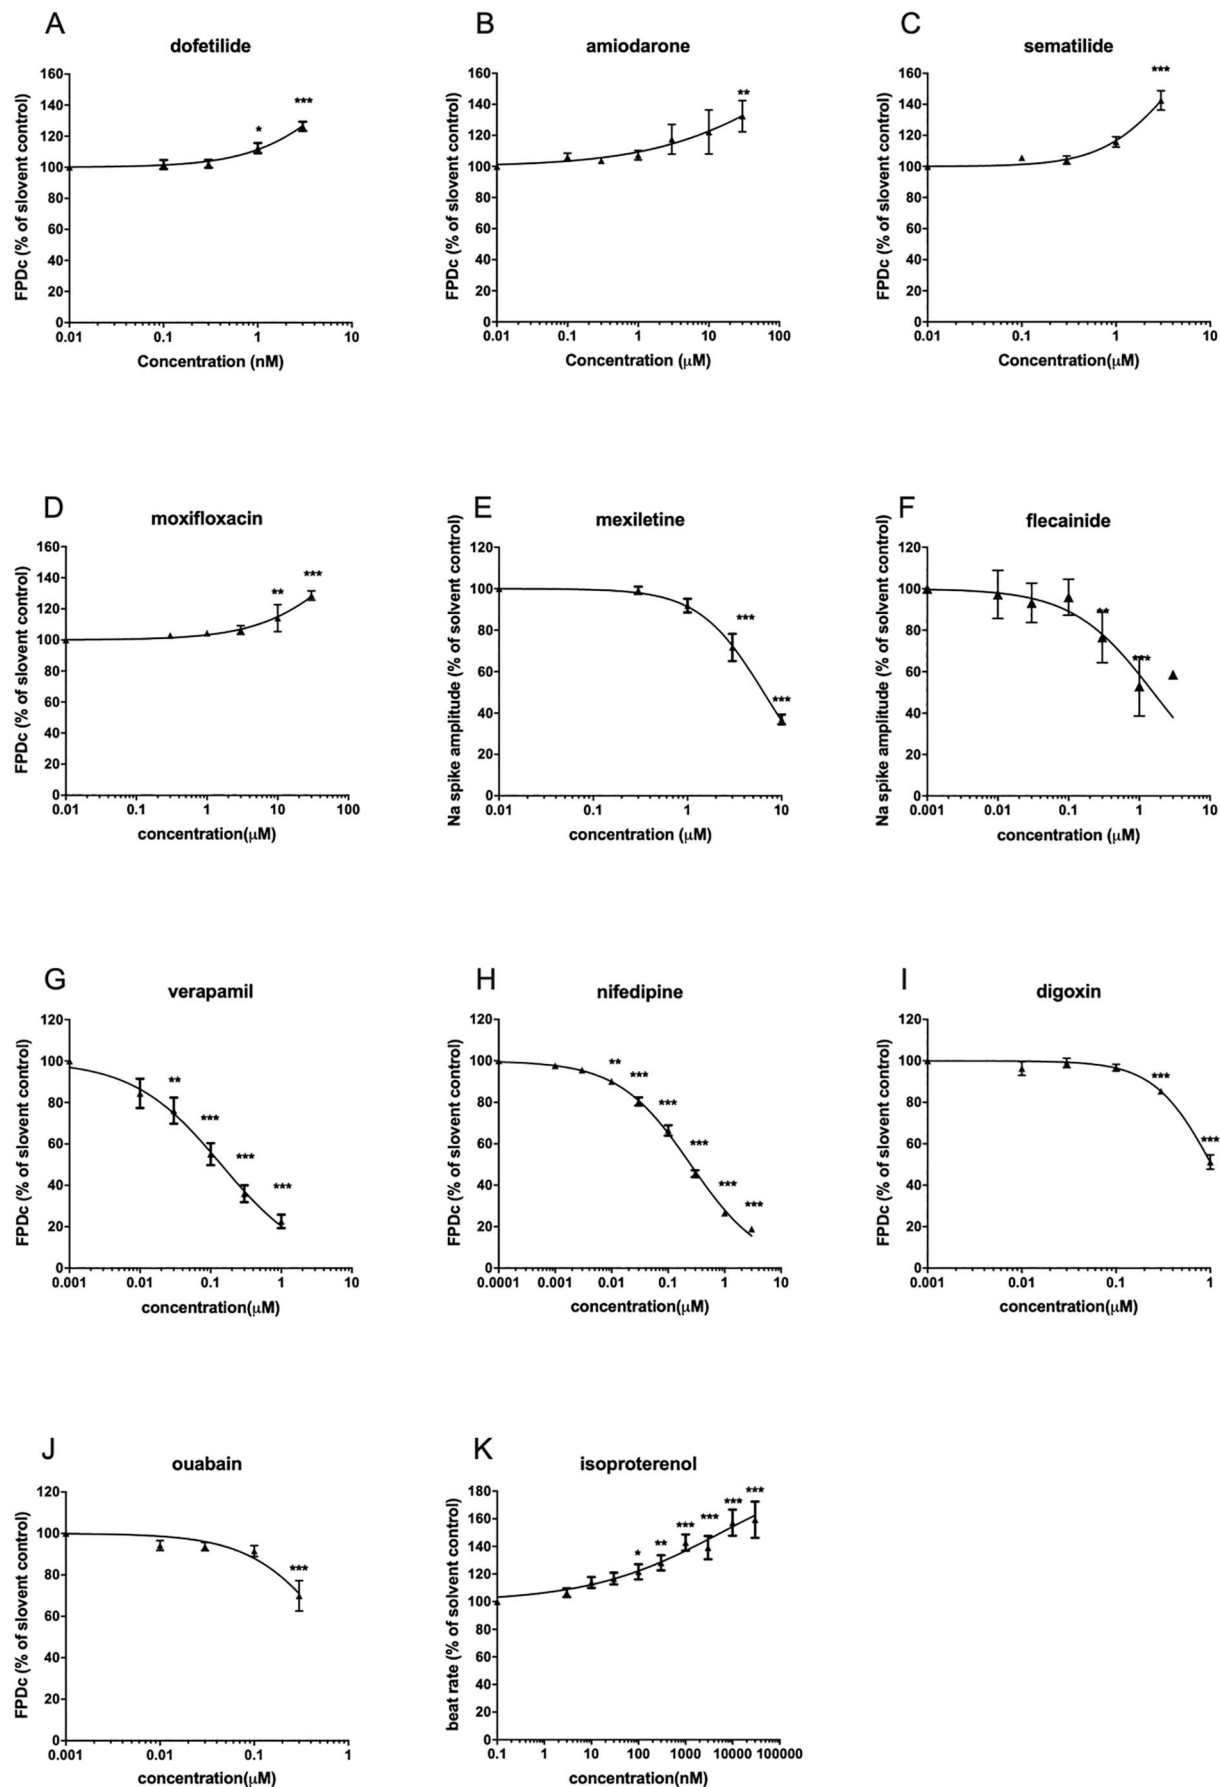 A
dofetilide
FPDc (% of slovent control)
160
140
120
100
80
60
40
20
0
* ***
0.01 0.1 1 10
Concentration (nM)
B
amiodarone
FPDc (% of slovent control)
160
140
120
100
80
60
40
20
0
**
0.01 0.1 1 10 100
Concentration (μM)
C
sematilide
FPDc (% of slovent control)
160
140
120
100
80
60
40
20
0
***
0.01 0.1 1 10
Concentration(μM)
D
moxifloxacin
FPDc (% of slovent control)
160
140
120
100
80
60
40
20
0
** ***
0.01 0.1 1 10 100
concentration(μM)
E
mexiletine
Na spike amplitude (% of solvent control)
120
100
80
60
40
20
0
*** ***
0.01 0.1 1 10
concentration (μM)
F
flecainide
Na spike amplitude (% of solvent control)
120
100
80
60
40
20
0
** ***
0.001 0.01 0.1 1 10
concentration (μM)
G
verapamil
FPDc (% of slovent control)
120
100
80
60
40
20
0
** *** *** ***
0.001 0.01 0.1 1 10
concentration(μM)
H
nifedipine
FPDc (% of slovent control)
120
100
80
60
40
20
0
** *** *** *** *** ***
0.0001 0.001 0.01 0.1 1 10
concentration(μM)
I
digoxin
FPDc (% of slovent control)
120
100
80
60
40
20
0
*** ***
0.001 0.01 0.1 1
concentration(μM)
J
ouabain
FPDc (% of slovent control)
120
100
80
60
40
20
0
***
0.001 0.01 0.1 1
concentration(μM)
K
isoproterenol
beat rate (% of solvent control)
180
160
140
120
100
80
60
40
20
0
* ** *** *** *** ***
0.1 1 10 100 1000 10000 100000
concentration(nM)